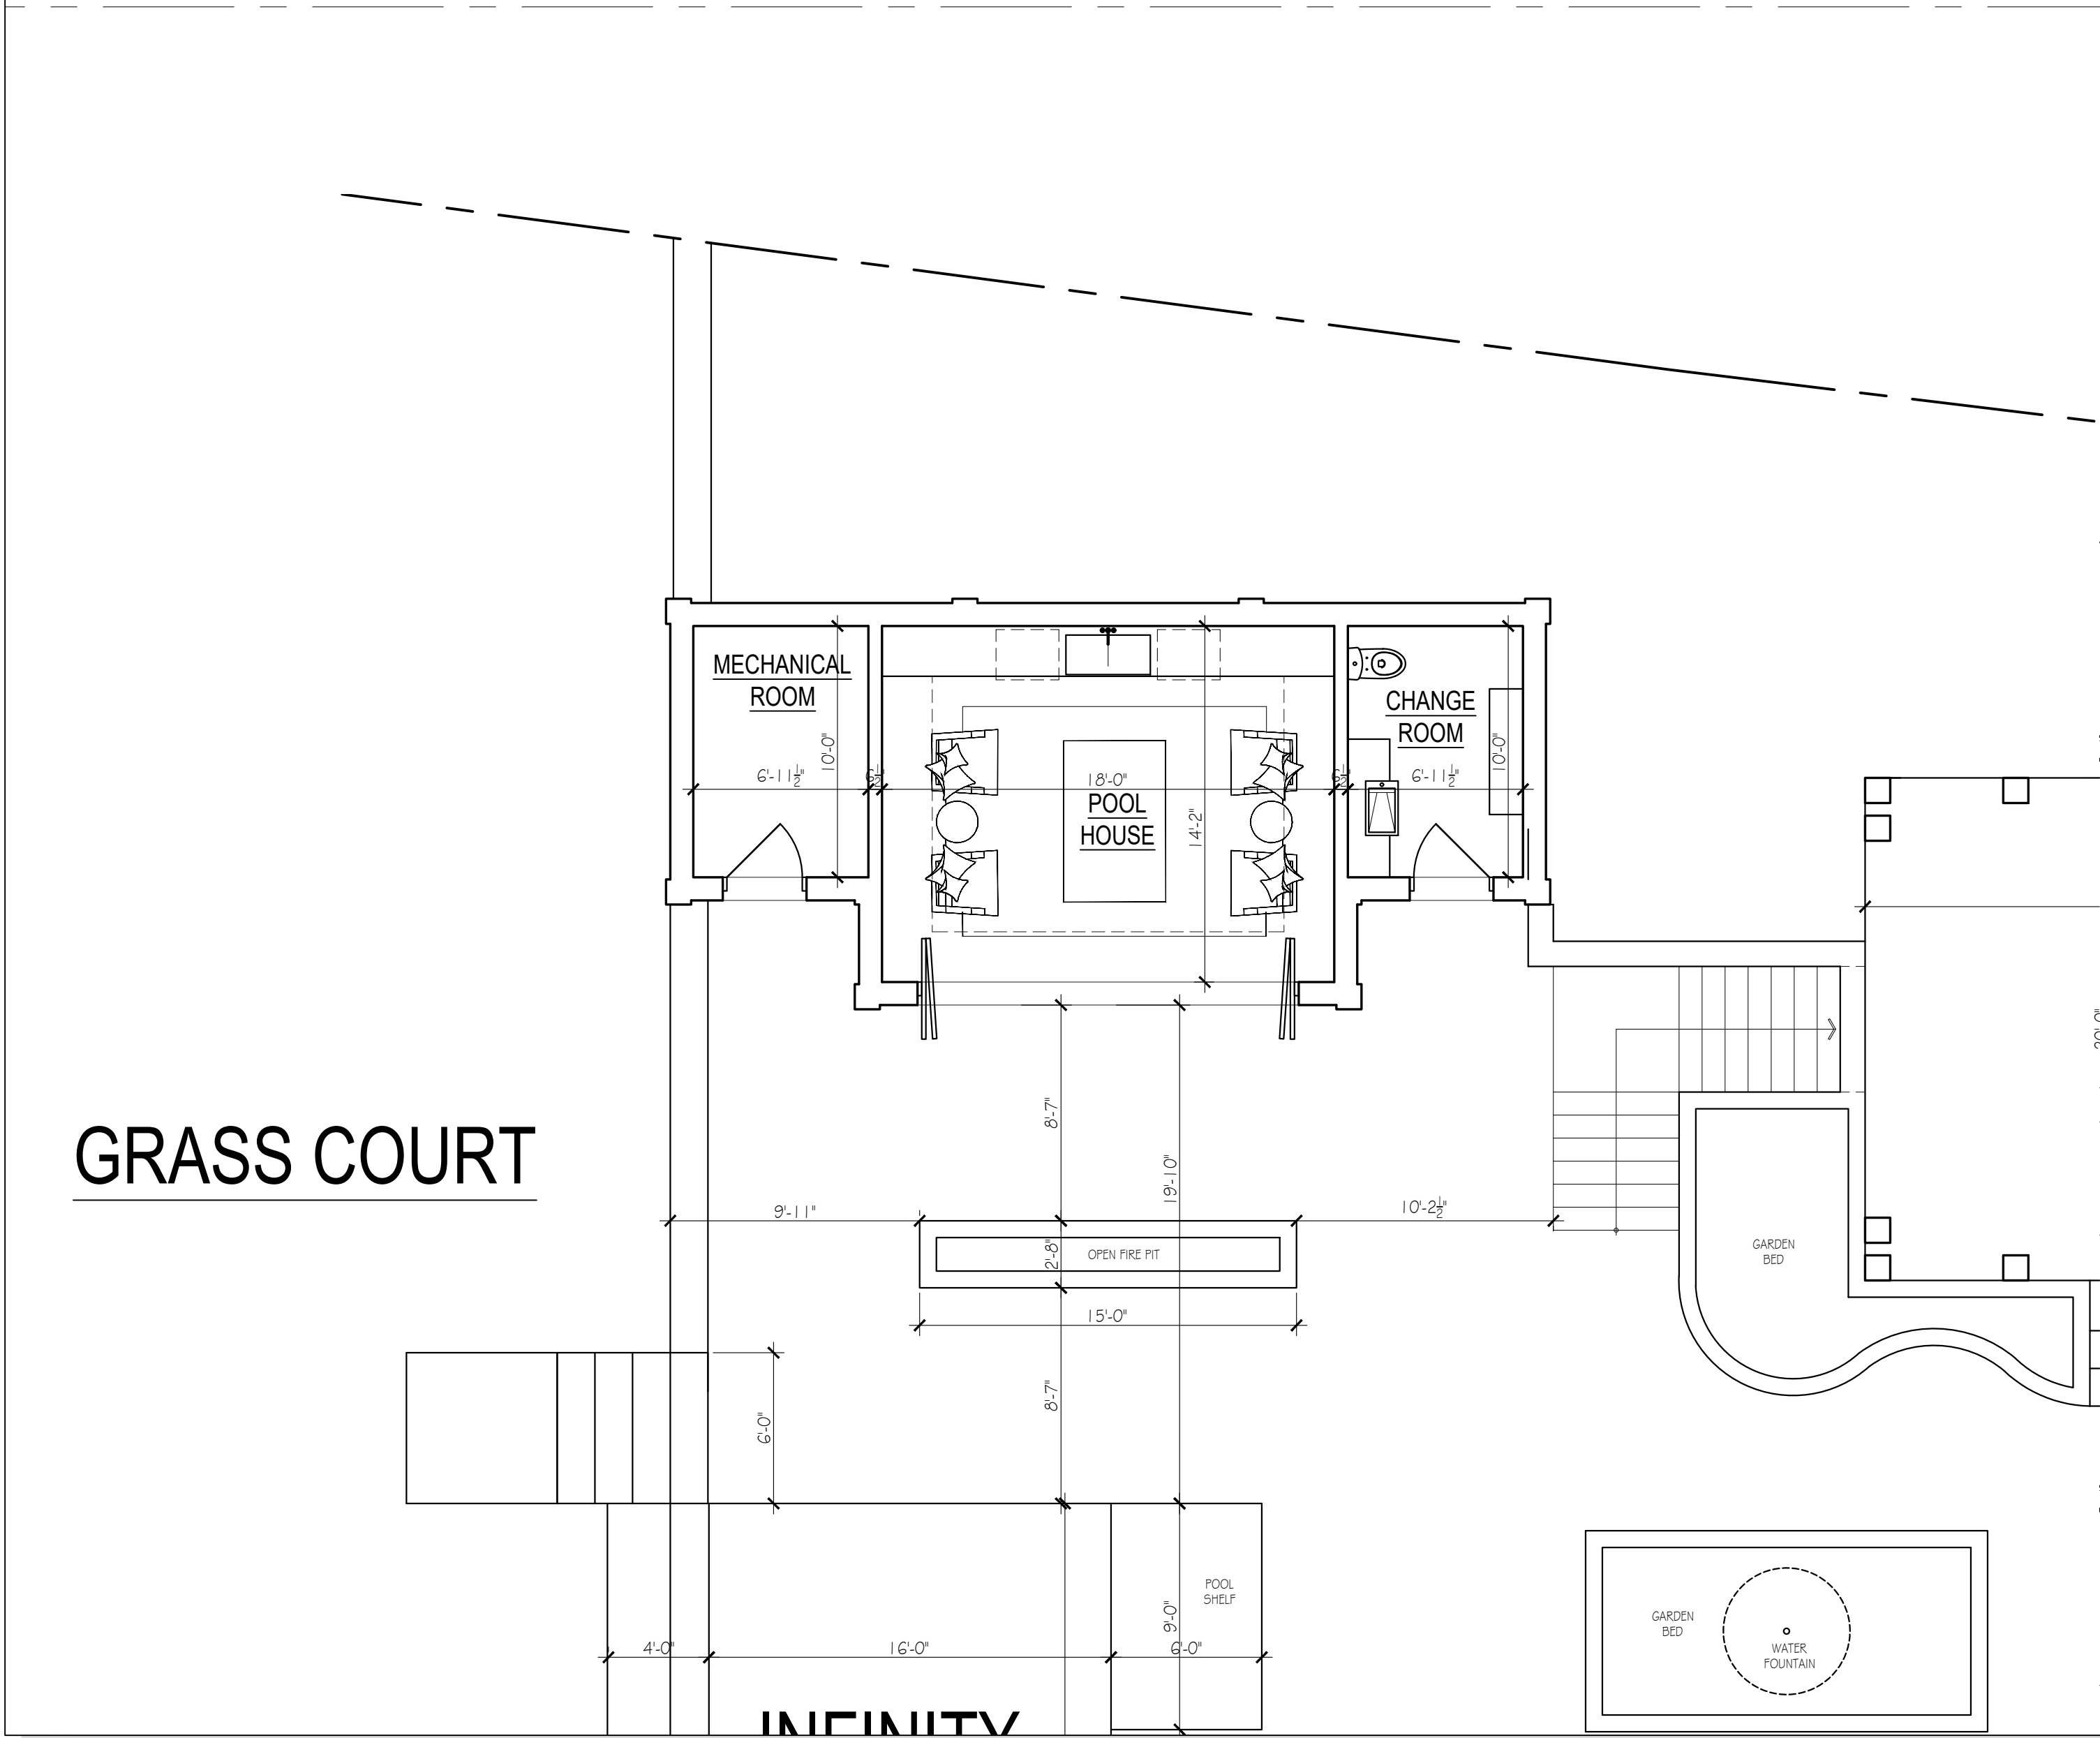 MECHANICAL
ROOM
10'-0"
6'-11½"
6½"
18'-0"
POOL
HOUSE
14'-2"
CHANGE
ROOM
6½"
6'-11½"
10'-0"
20'-0"
8'-7"
19'-10"
GRASS COURT
9'-11"
10'-2½"
2'-8"
OPEN FIRE PIT
15'-0"
GARDEN
BED
8'-7"
6'-0"
POOL
SHELF
9'-0"
4'-0"
16'-0"
6'-0"
GARDEN
BED
WATER
FOUNTAIN
INFINITY